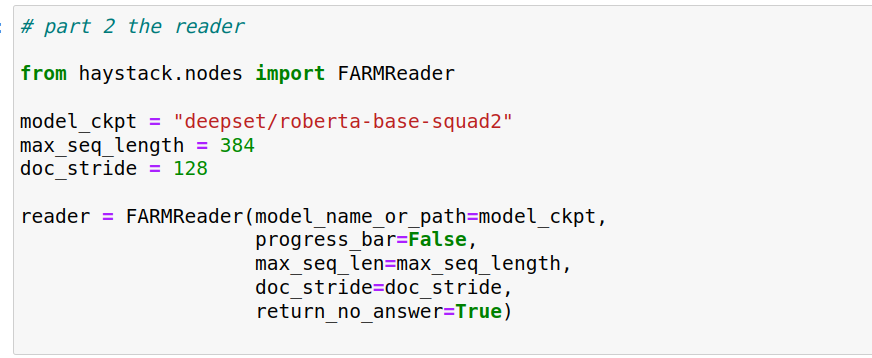 # part 2 the reader
from haystack.nodes import FARMReader
model_ckpt = "deepset/roberta-base-squad2"
max_seq_length = 384
doc_stride = 128
reader = FARMReader(model_name_or_path=model_ckpt,
                    progress_bar=False,
                    max_seq_len=max_seq_length,
                    doc_stride=doc_stride,
                    return_no_answer=True)